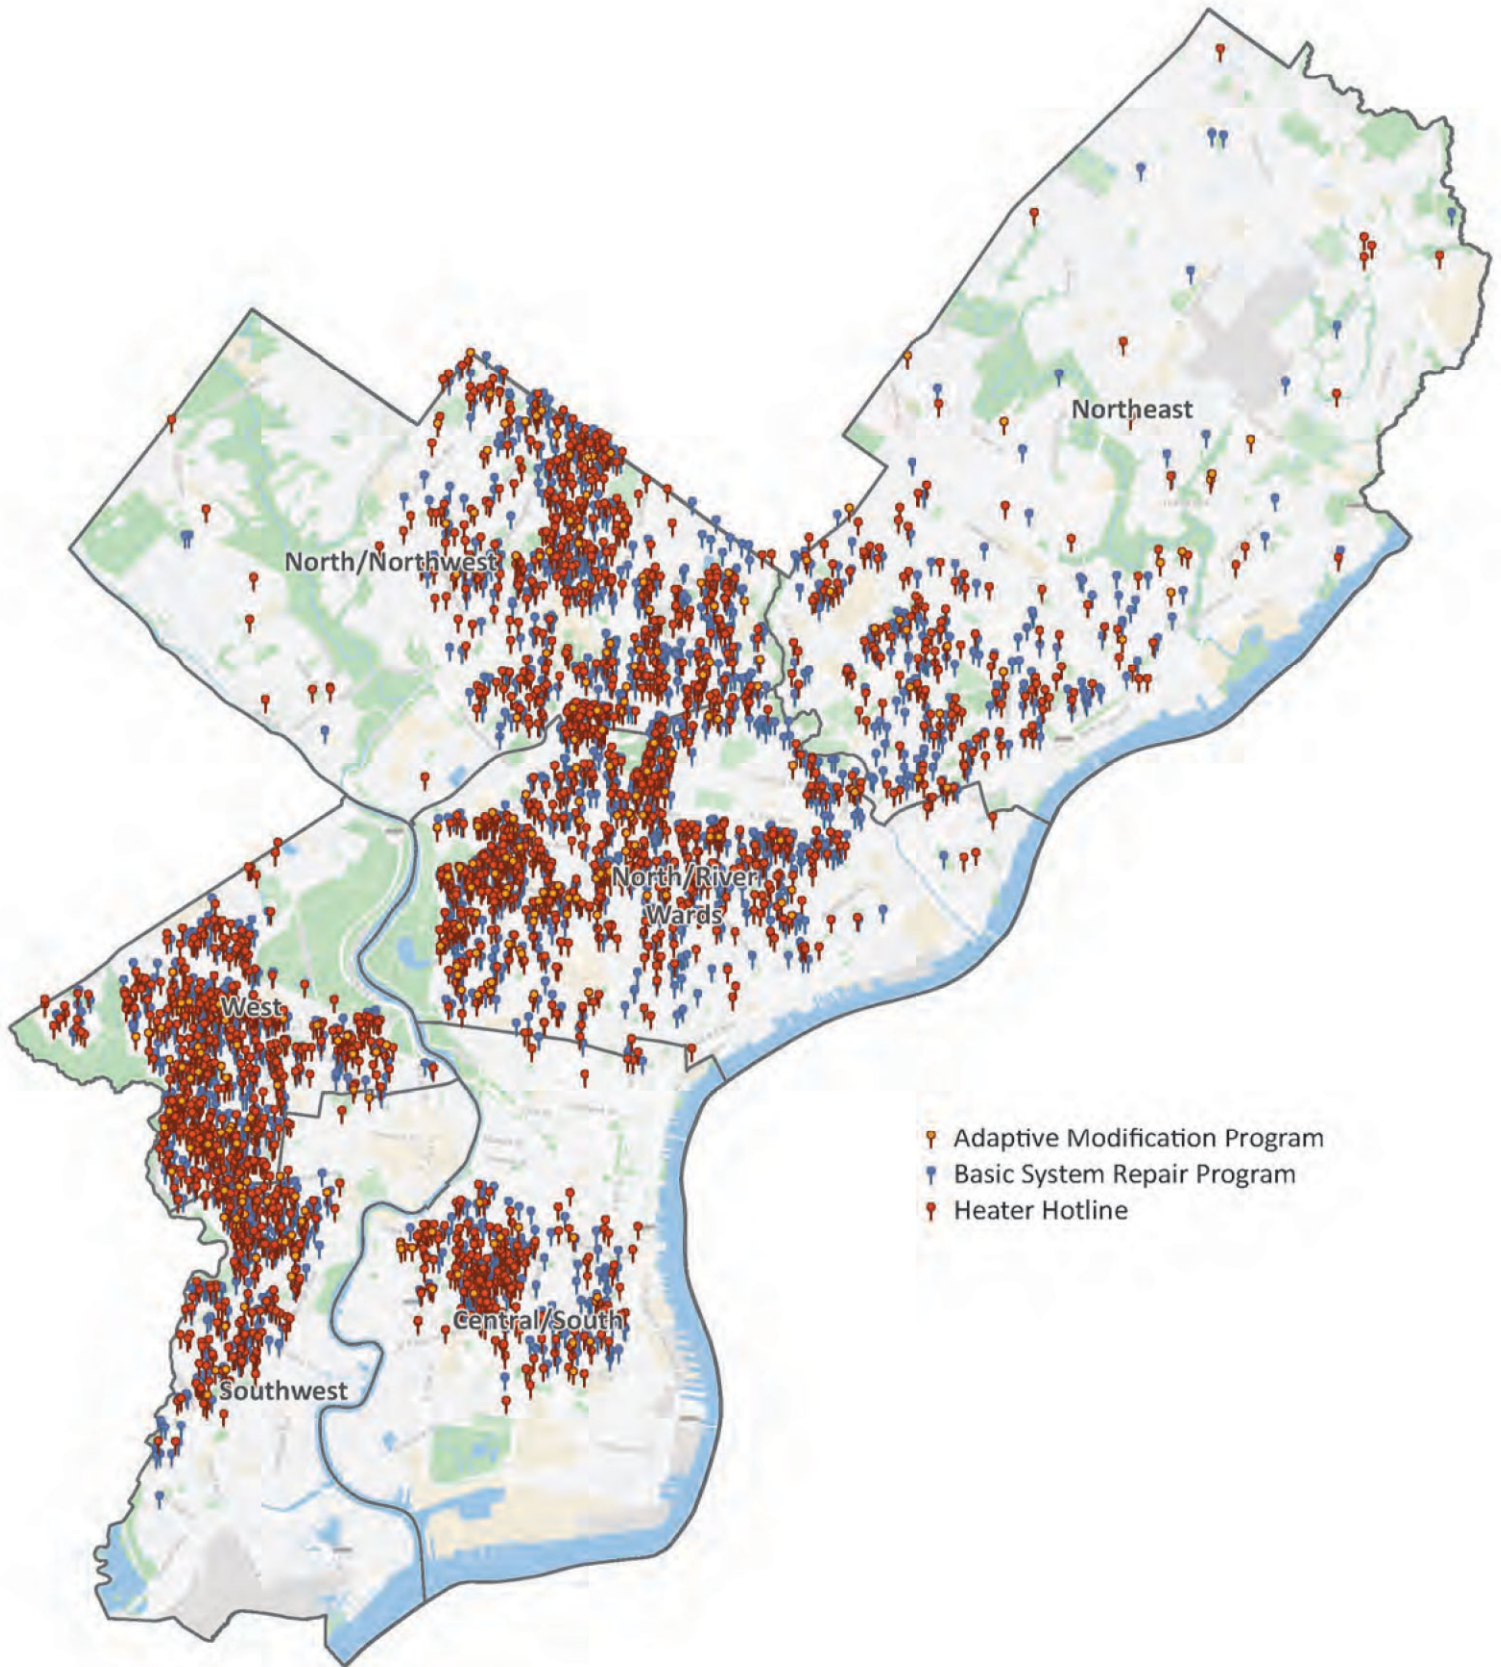 Northeast
North/Northwest
North/River
Wards
West
Adaptive Modification Program
Basic System Repair Program
Heater Hotline
Central/South
Southwest